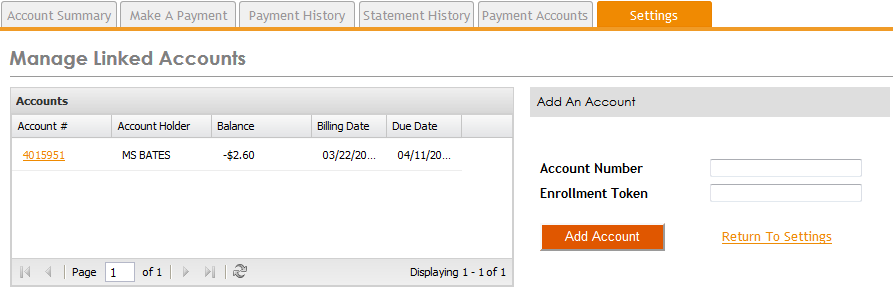 Account Summary Make A Payment Payment History Statement History Payment Accounts Settings
Manage Linked Accounts
Accounts
Account # Account Holder Balance Billing Date Due Date
4015951 MS BATES -$2.60 03/22/20... 04/11/20...
Page 1 of 1 Displaying 1 - 1 of 1
Add An Account
Account Number
Enrollment Token
Add Account Return To Settings